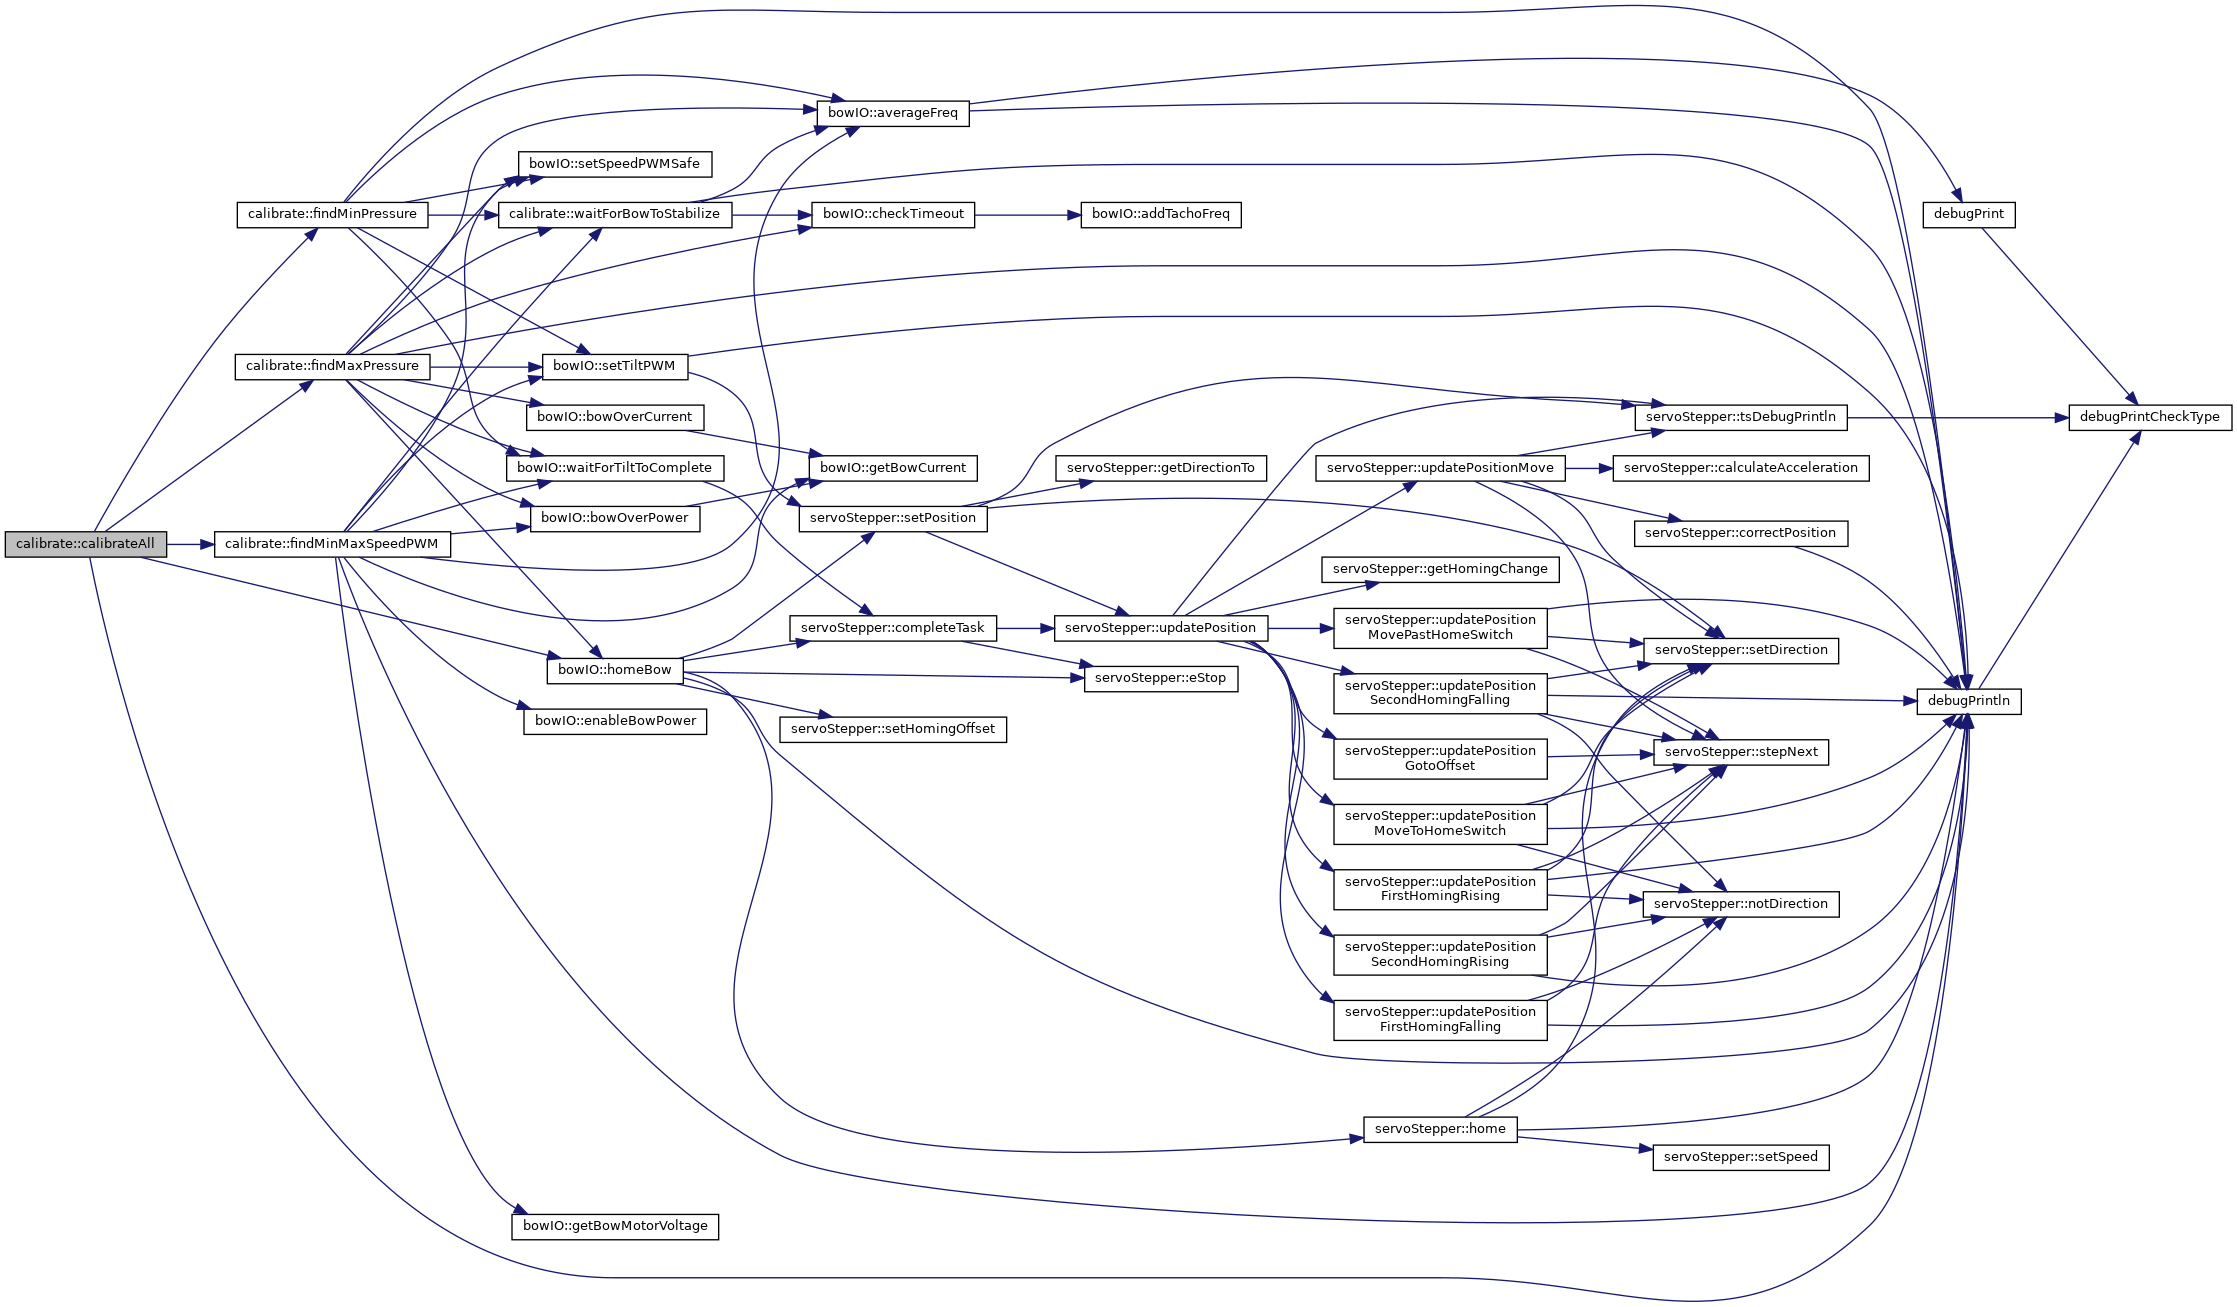 calibrate::calibrateAll
calibrate::findMinPressure
calibrate::findMaxPressure
calibrate::findMinMaxSpeedPWM
bowIO::setSpeedPWMSafe
calibrate::waitForBowToStabilize
bowIO::setTiltPWM
bowIO::bowOverCurrent
bowIO::waitForTiltToComplete
bowIO::bowOverPower
bowIO::homeBow
bowIO::enableBowPower
bowIO::getBowMotorVoltage
bowIO::averageFreq
bowIO::checkTimeout
bowIO::getBowCurrent
servoStepper::setPosition
servoStepper::completeTask
servoStepper::setHomingOffset
bowIO::addTachoFreq
servoStepper::getDirectionTo
servoStepper::updatePosition
servoStepper::eStop
servoStepper::updatePositionMove
servoStepper::getHomingChange
servoStepper::updatePosition
MovePastHomeSwitch
servoStepper::updatePosition
SecondHomingFalling
servoStepper::updatePosition
GotoOffset
servoStepper::updatePosition
MoveToHomeSwitch
servoStepper::updatePosition
FirstHomingRising
servoStepper::updatePosition
SecondHomingRising
servoStepper::updatePosition
FirstHomingFalling
servoStepper::home
servoStepper::tsDebugPrintln
servoStepper::calculateAcceleration
servoStepper::correctPosition
servoStepper::setDirection
servoStepper::stepNext
servoStepper::notDirection
servoStepper::setSpeed
debugPrint
debugPrintln
debugPrintCheckType